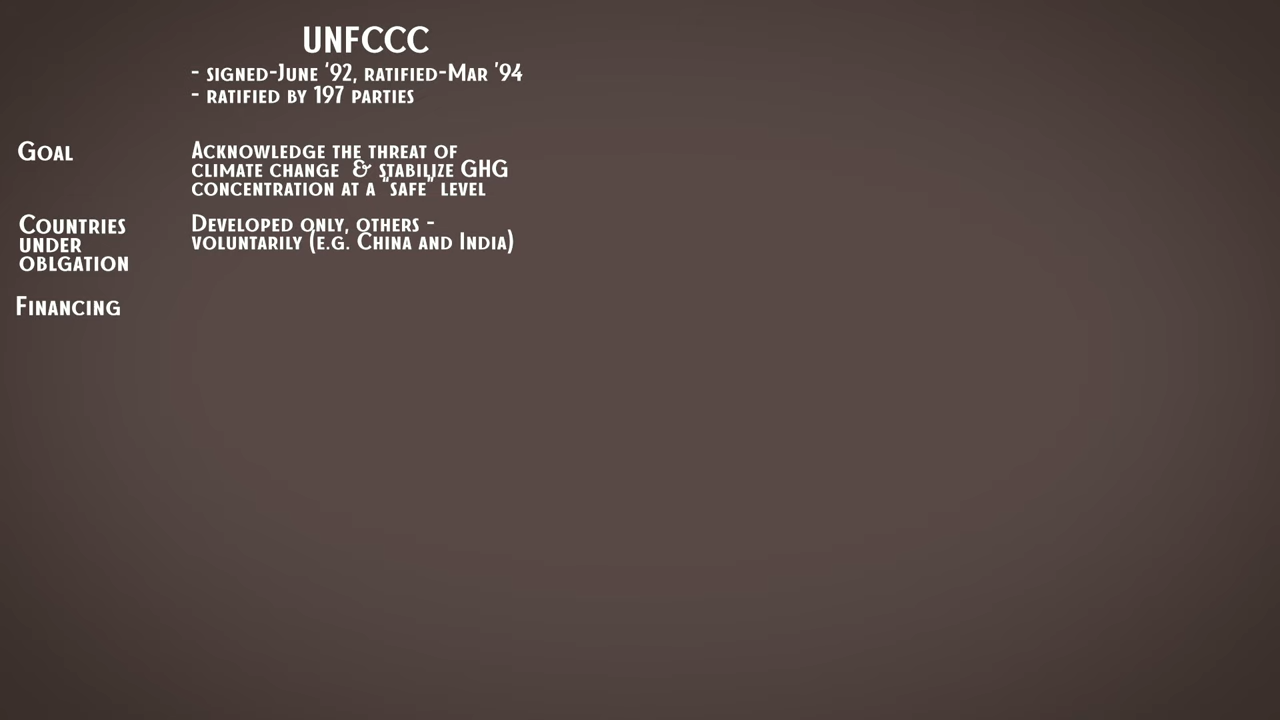 UNFCCC
- signed-June '92, ratified-Mar '94
- ratified by 197 parties
Goal
Acknowledge the threat of
climate change & stabilize GHG
concentration at a "safe" level
Countries
under
oblgation
Developed only, others -
voluntarily (e.g. China and India)
Financing